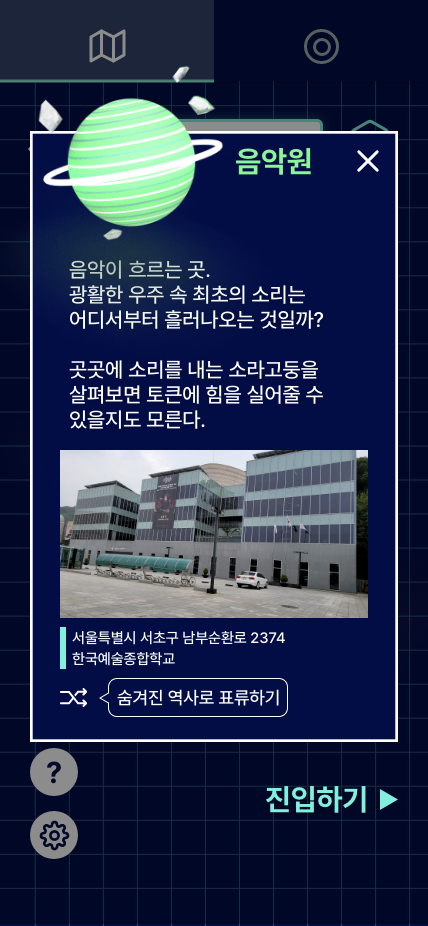 음악원
음악이 흐르는 곳.
광활한 우주 속 최초의 소리는
어디서부터 흘러나오는 것일까?
곳곳에 소리를 내는 소라고둥을
살펴보면 토큰에 힘을 실어줄 수
있을지도 모른다.
서울특별시 서초구 남부순환로 2374
한국예술종합학교
숨겨진 역사로 표류하기
?
진입하기